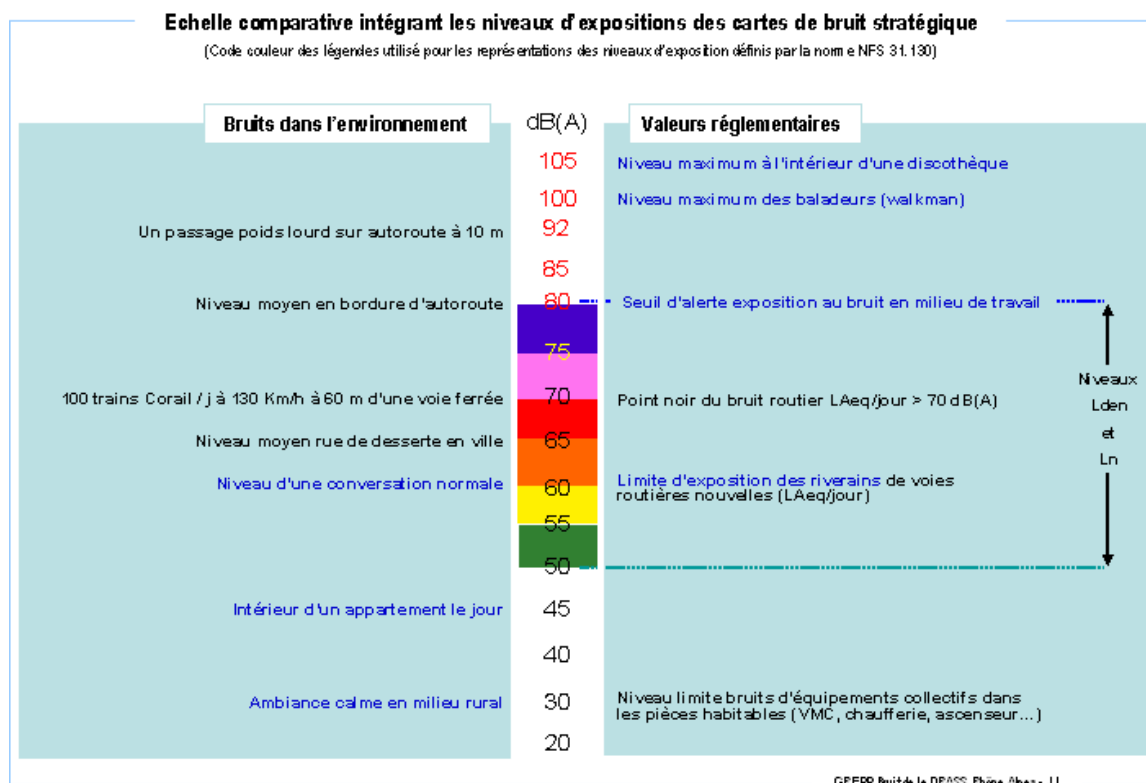 Echelle comparative intégrant les niveaux d'expositions des cartes de bruit stratégique
(Code couleur des légendes utilisé pour les représentations des niveaux d'exposition définis par la norme NFS 31.130)
Bruits dans l'environnement
dB(A)
Valeurs réglementaires
105
Niveau maximum à l'intérieur d'une discothèque
100
Niveau maximum des baladeurs (walkman)
Un passage poids lourd sur autoroute à 10 m
92
85
Niveau moyen en bordure d'autoroute
80
Seuil d'alerte exposition au bruit en milieu de travail
75
Niveaux
Lden
et
Ln
100 trains Corail / j à 130 Km/h à 60 m d'une voie ferrée
70
Point noir du bruit routier LAeq/jour > 70 dB(A)
Niveau moyen rue de desserte en ville
65
Niveau d'une conversation normale
60
Limite d'exposition des riverains de voies
routières nouvelles (LAeq/jour)
55
50
Intérieur d'un appartement le jour
45
40
Ambiance calme en milieu rural
30
Niveau limite bruits d'équipements collectifs dans
les pièces habitables (VMC, chaufferie, ascenseur...)
20
Bruit de la DRASS Rhône Alpes